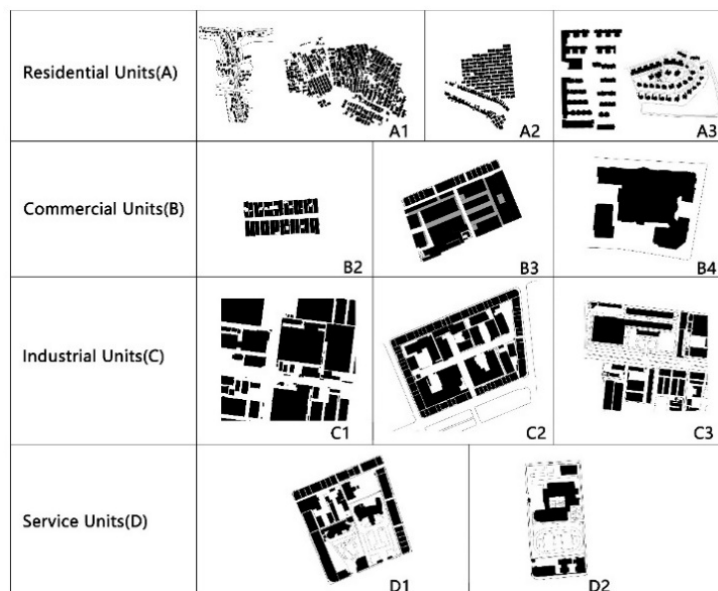 Residential Units(A)
A1
A2
A3
Commercial Units(B)
B2
B3
B4
Industrial Units(C)
C1
C2
C3
Service Units(D)
D1
D2